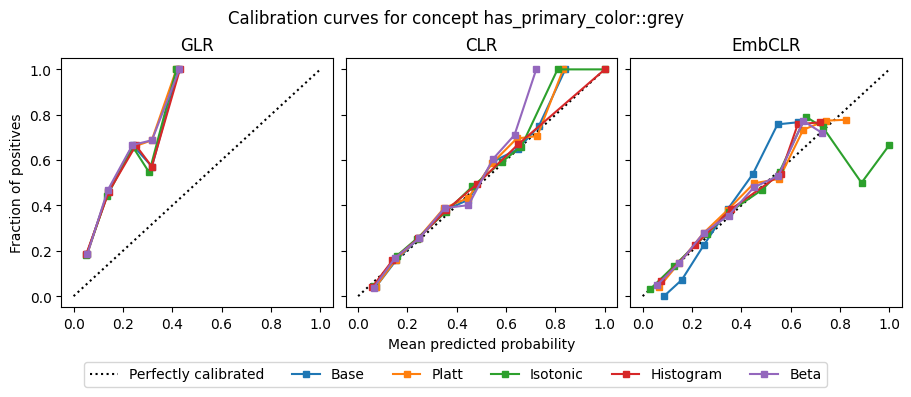 Calibration curves for concept has_primary_color::grey
GLR
CLR
EmbCLR
Fraction of positives
1.0
0.8
0.6
0.4
0.2
0.0
0.0 0.2 0.4 0.6 0.8 1.0
0.0 0.2 0.4 0.6 0.8 1.0
0.0 0.2 0.4 0.6 0.8 1.0
Mean predicted probability
Perfectly calibrated Base Platt Isotonic Histogram Beta